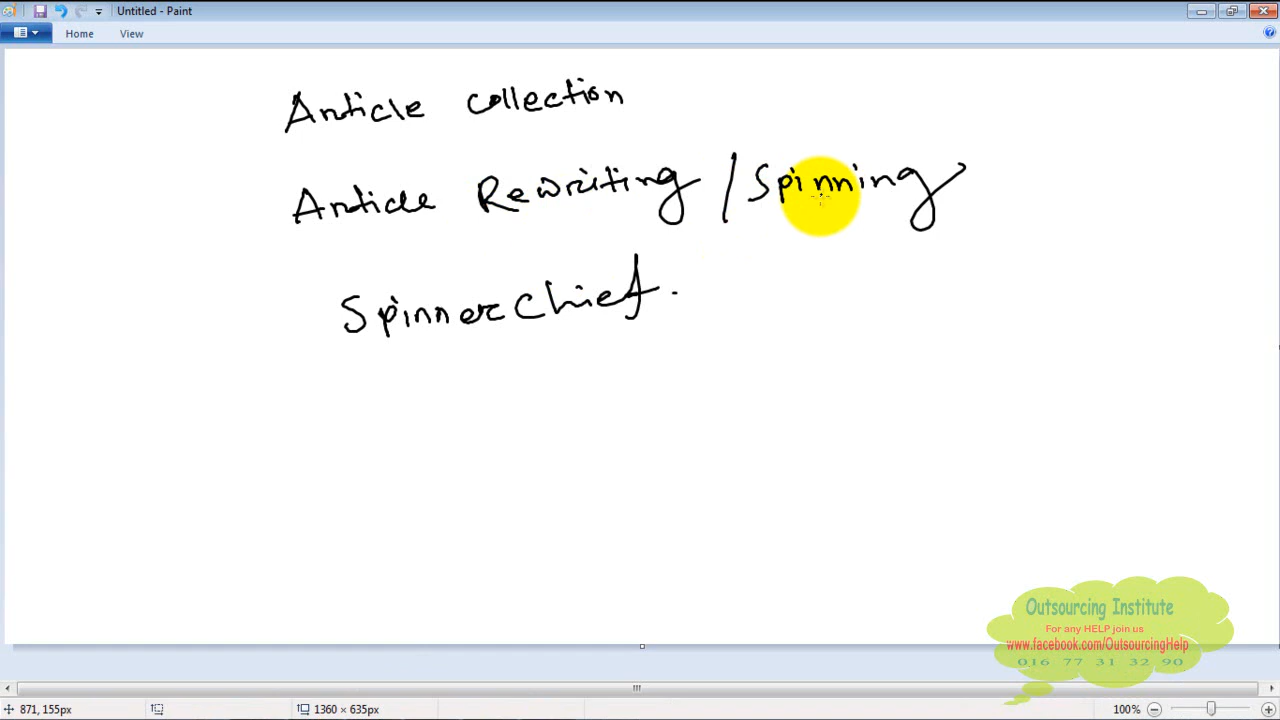 Untitled - Paint
Home View
Article collection
Article Rewriting / Spinning
SpinnerChief.
Outsourcing Institute
For any HELP join us
www.facebook.com/OutsourcingHelp
016 77 31 32 90
871, 155px
1360 × 635px
100%